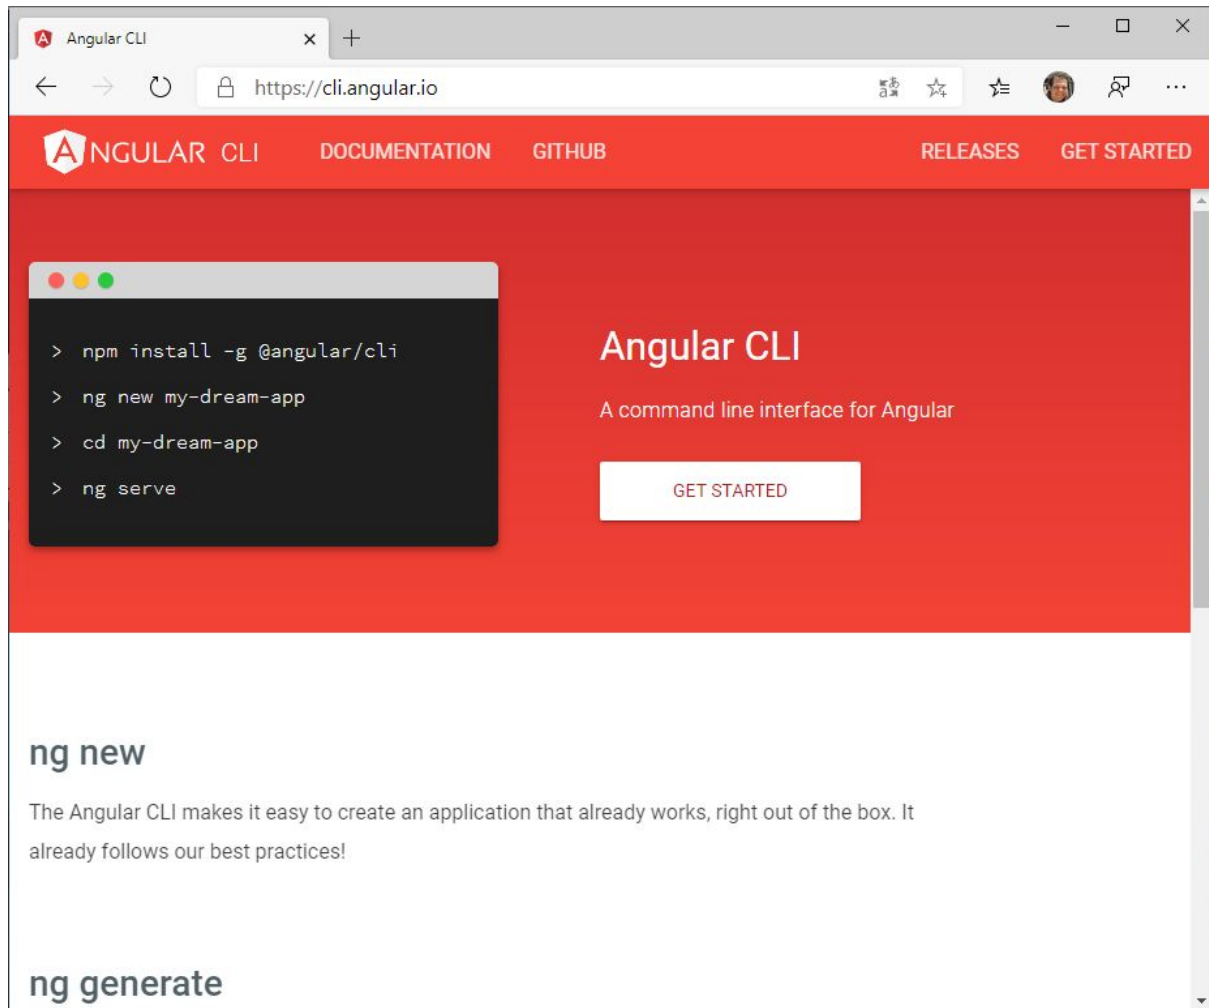 Angular CLI
https://cli.angular.io
ANGULAR CLI DOCUMENTATION GITHUB RELEASES GET STARTED
> npm install -g @angular/cli
> ng new my-dream-app
> cd my-dream-app
> ng serve
Angular CLI
A command line interface for Angular
GET STARTED
ng new
The Angular CLI makes it easy to create an application that already works, right out of the box. It
already follows our best practices!
ng generate